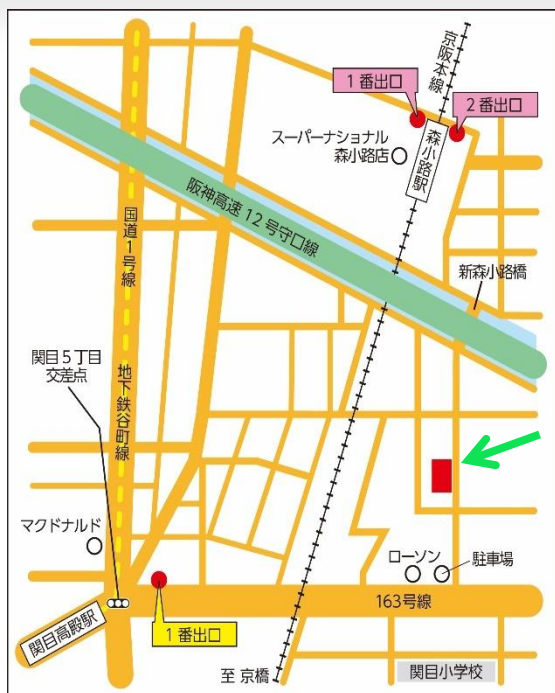 京阪本線
1番出口
2番出口
スーパーナショナル
森小路店
森小路駅
阪神高速12号守口線
国道1号線
新森小路橋
関目5丁目
交差点
地下鉄谷町線
マクドナルド
ローソン
駐車場
163号線
関目高殿駅
1番出口
至 京橋
関目小学校